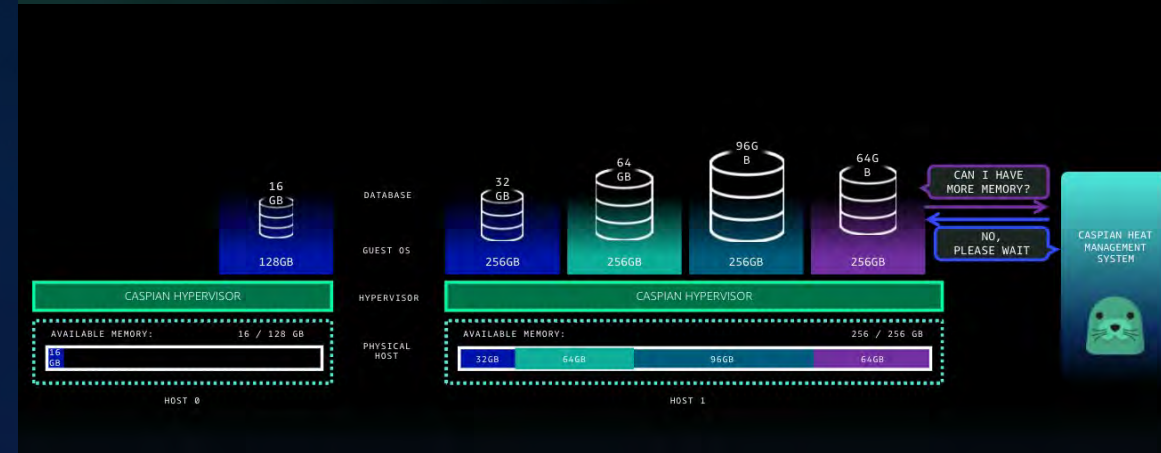 16
GB
128GB
DATABASE
GUEST OS
HYPERVISOR
PHYSICAL
HOST
32
GB
256GB
64
GB
256GB
96G
B
256GB
64G
B
256GB
CAN I HAVE
MORE MEMORY?
NO,
PLEASE WAIT
CASPIAN HEAT
MANAGEMENT
SYSTEM
CASPIAN HYPERVISOR
CASPIAN HYPERVISOR
AVAILABLE MEMORY: 16 / 128 GB
16
GB
AVAILABLE MEMORY: 256 / 256 GB
32GB 64GB 96GB 64GB
HOST 0
HOST 1